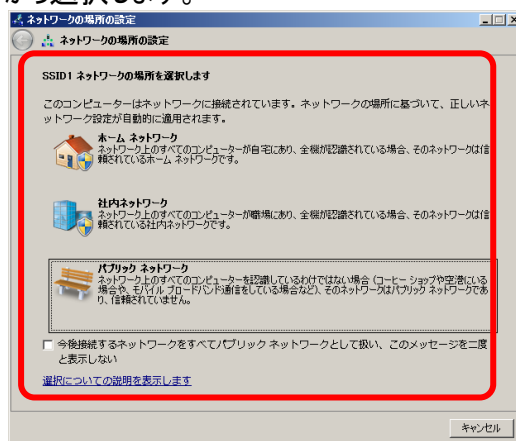 から選択します。
ネットワークの場所の設定
ネットワークの場所の設定
SSID1 ネットワークの場所を選択します
このコンピューターはネットワークに接続されています。ネットワークの場所に基づいて、正しいネ
ットワーク設定が自動的に適用されます。
ホーム ネットワーク
ネットワーク上のすべてのコンピューターが自宅にあり、全機が認識されている場合、そのネットワークは信
頼されているホーム ネットワークです。
社内ネットワーク
ネットワーク上のすべてのコンピューターが職場にあり、全機が認識されている場合、そのネットワークは信
頼されている社内ネットワークです。
パブリック ネットワーク
ネットワーク上のすべてのコンピューターを認識しているわけではない場合 (コーヒー ショップや空港にいる
場合や、モバイル ブロードバンド通信をしている場合など)、そのネットワークはパブリック ネットワークであ
り、信頼されていません。
今後接続するネットワークをすべてパブリック ネットワークとして扱い、このメッセージを二度
と表示しない
選択についての説明を表示します
キャンセル